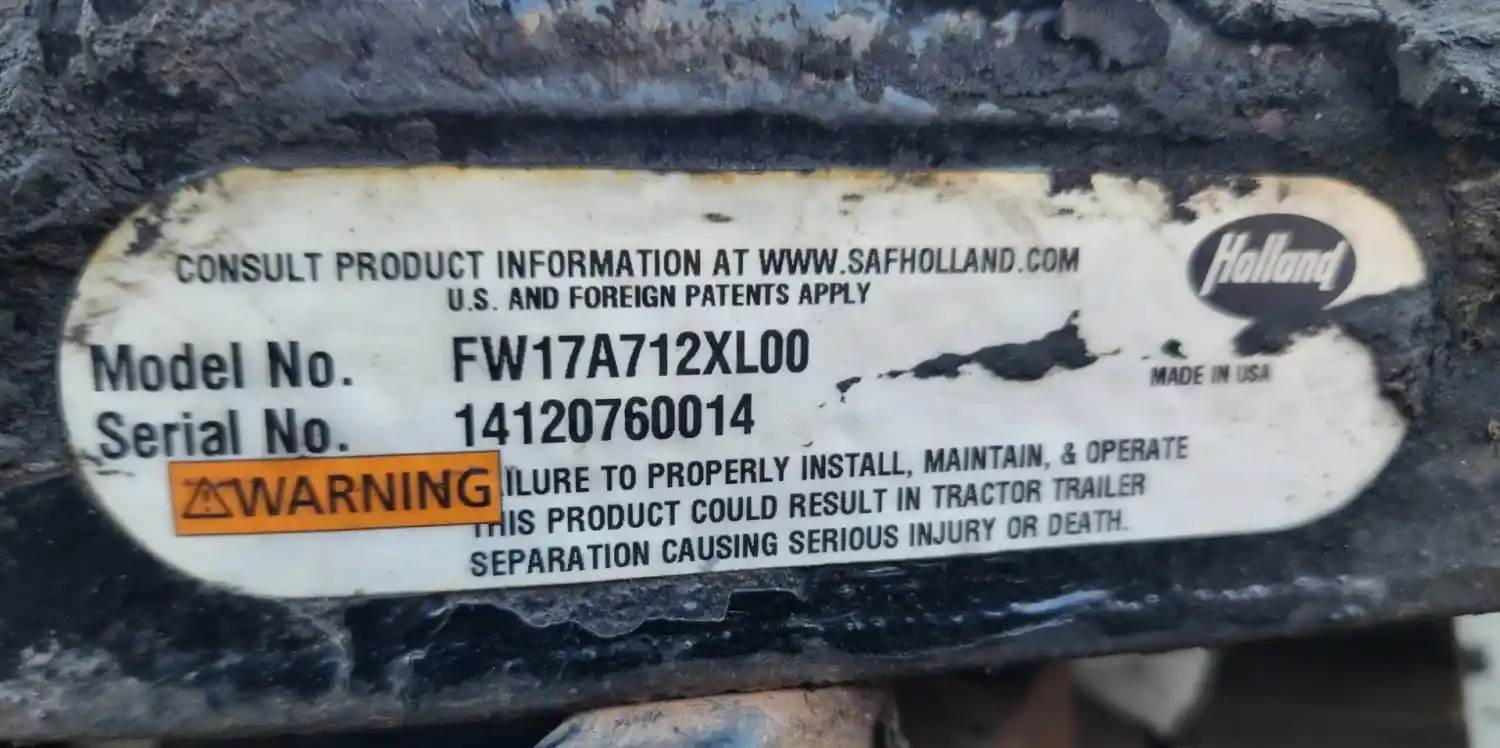 CONSULT PRODUCT INFORMATION AT WWW.SAFHOLLAND.COM
U.S. AND FOREIGN PATENTS APPLY
Holland
Model No. FW17A712XL00
MADE IN USA
Serial No. 14120760014
⚠WARNING ILURE TO PROPERLY INSTALL, MAINTAIN, & OPERATE
THIS PRODUCT COULD RESULT IN TRACTOR TRAILER
SEPARATION CAUSING SERIOUS INJURY OR DEATH.